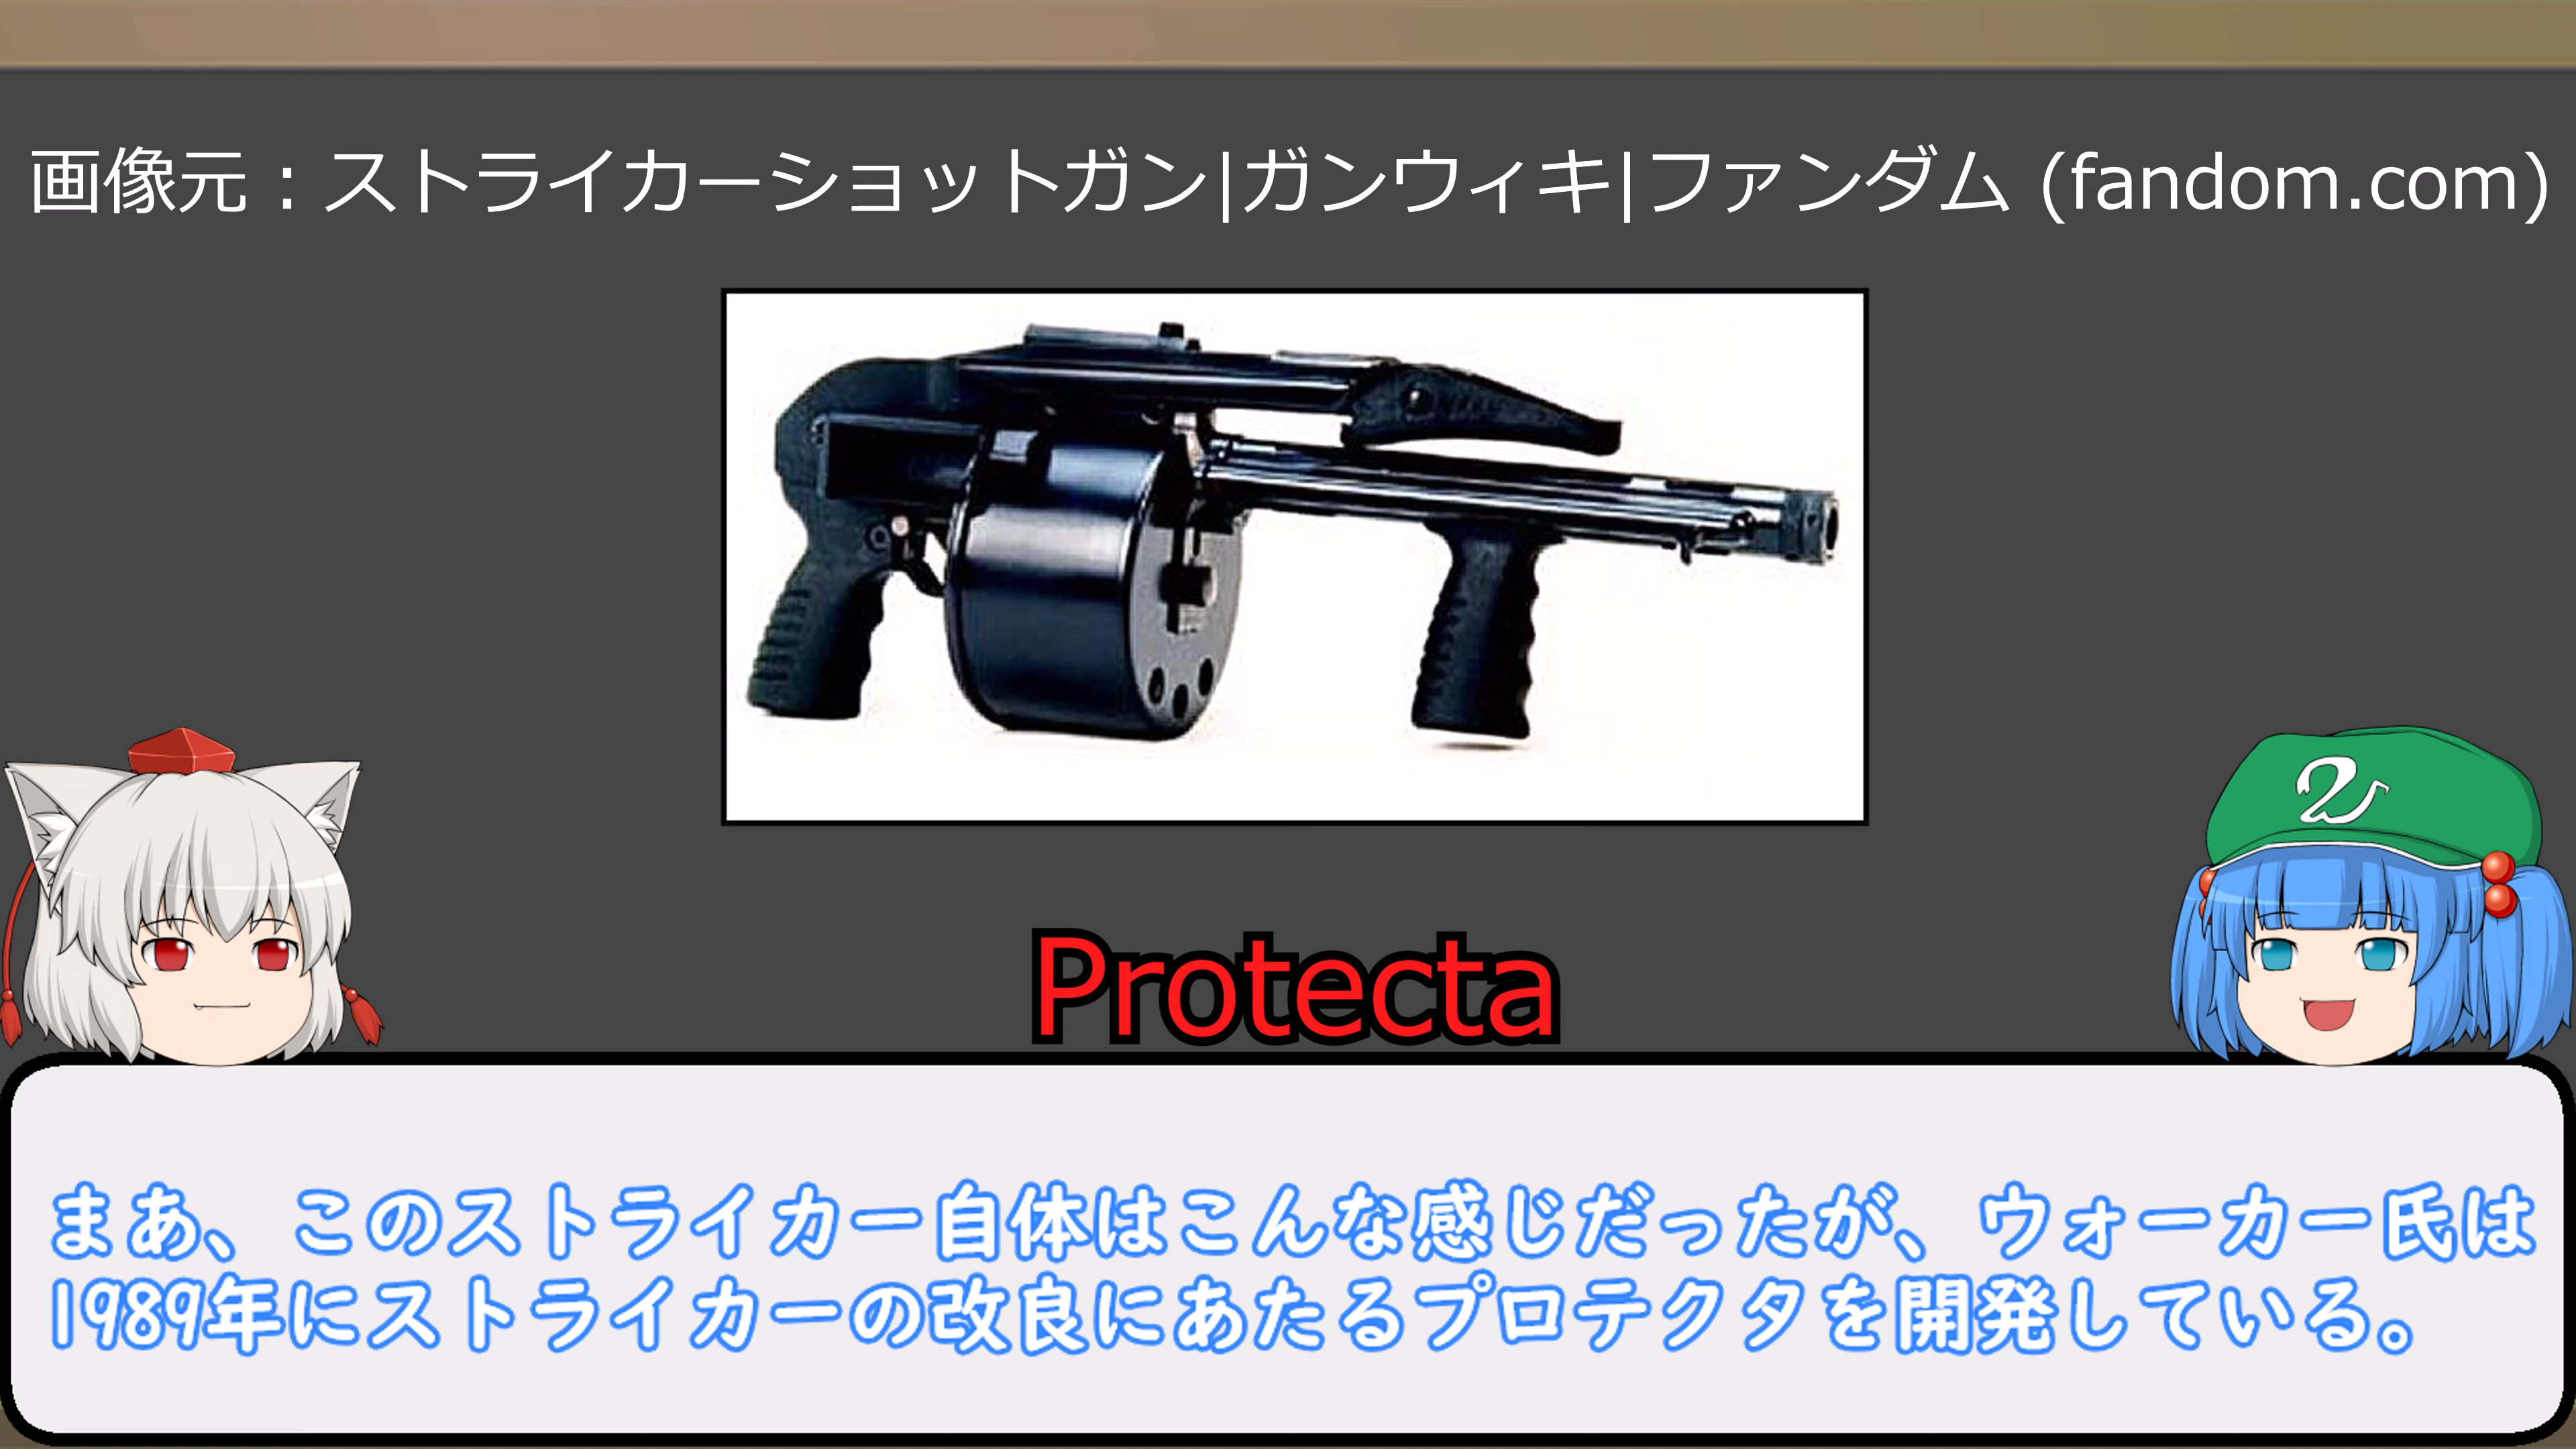 画像元：ストライカーショットガン|ガンウィキ|ファンダム (fandom.com)
Protecta
まあ、このストライカー自体はこんな感じだったが、ウォーカー氏は
1989年にストライカーの改良にあたるプロテクタを開発している。